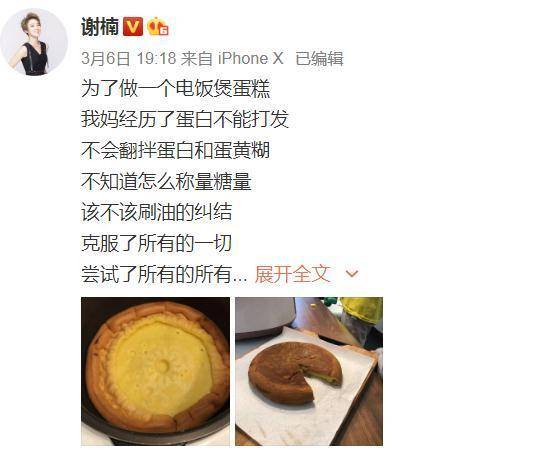 谢楠
3月6日 19:18 来自 iPhone X 已编辑
为了做一个电饭煲蛋糕
我妈经历了蛋白不能打发
不会翻拌蛋白和蛋黄糊
不知道怎么称量糖量
该不该刷油的纠结
克服了所有的一切
尝试了所有的所有... 展开全文